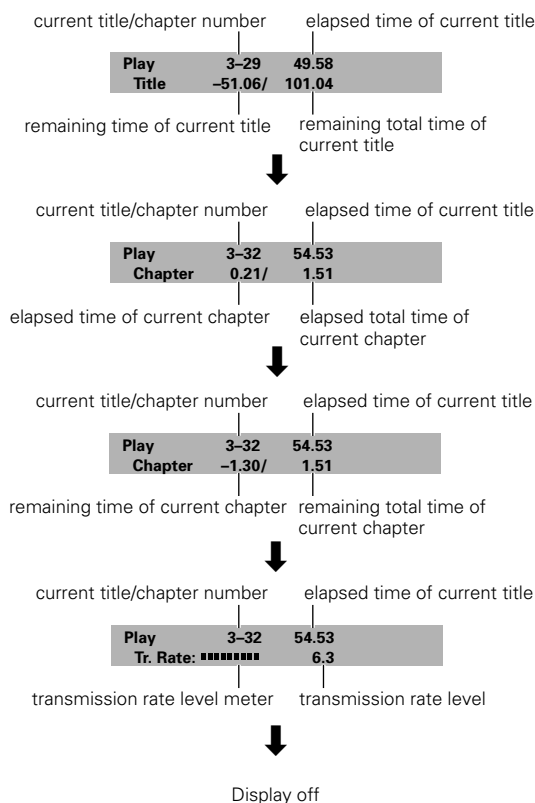 current title/chapter number elapsed time of current title
Play 3–29 49.58
Title –51.06/ 101.04
remaining time of current title remaining total time of
current title
current title/chapter number elapsed time of current title
Play 3–32 54.53
Chapter 0.21/ 1.51
elapsed time of current chapter elapsed total time of
current chapter
current title/chapter number elapsed time of current title
Play 3–32 54.53
Chapter –1.30/ 1.51
remaining time of current chapter remaining total time of
current chapter
current title/chapter number elapsed time of current title
Play 3–32 54.53
Tr. Rate: 6.3
transmission rate level meter transmission rate level
Display off